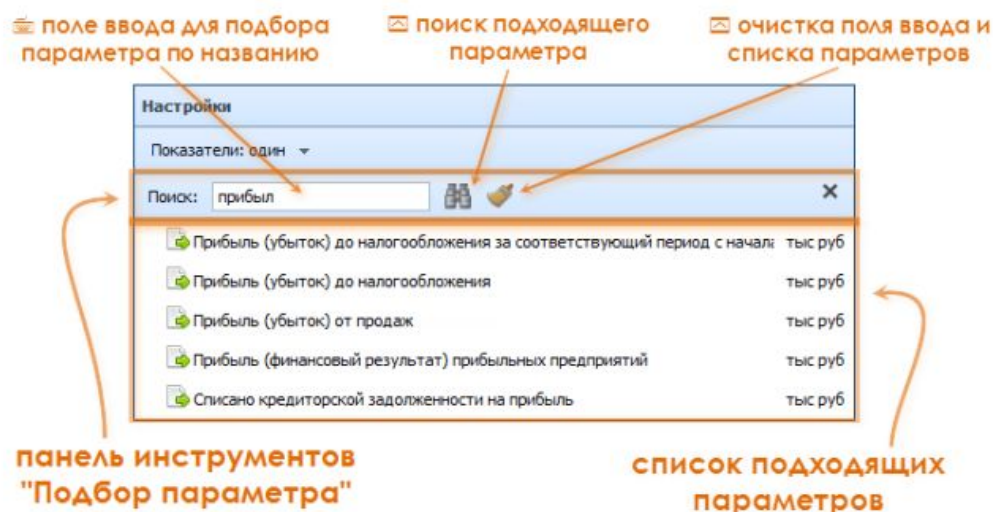 поле ввода для подбора
параметра по названию
поиск подходящего
параметра
очистка поля ввода и
списка параметров
Настройки
Показатели: один
Поиск: прибыл
Прибыль (убыток) до налогообложения за соответствующий период с начала тыс руб
Прибыль (убыток) до налогообложения тыс руб
Прибыль (убыток) от продаж тыс руб
Прибыль (финансовый результат) прибыльных предприятий тыс руб
Списано кредиторской задолженности на прибыль тыс руб
панель инструментов
"Подбор параметра"
список подходящих
параметров